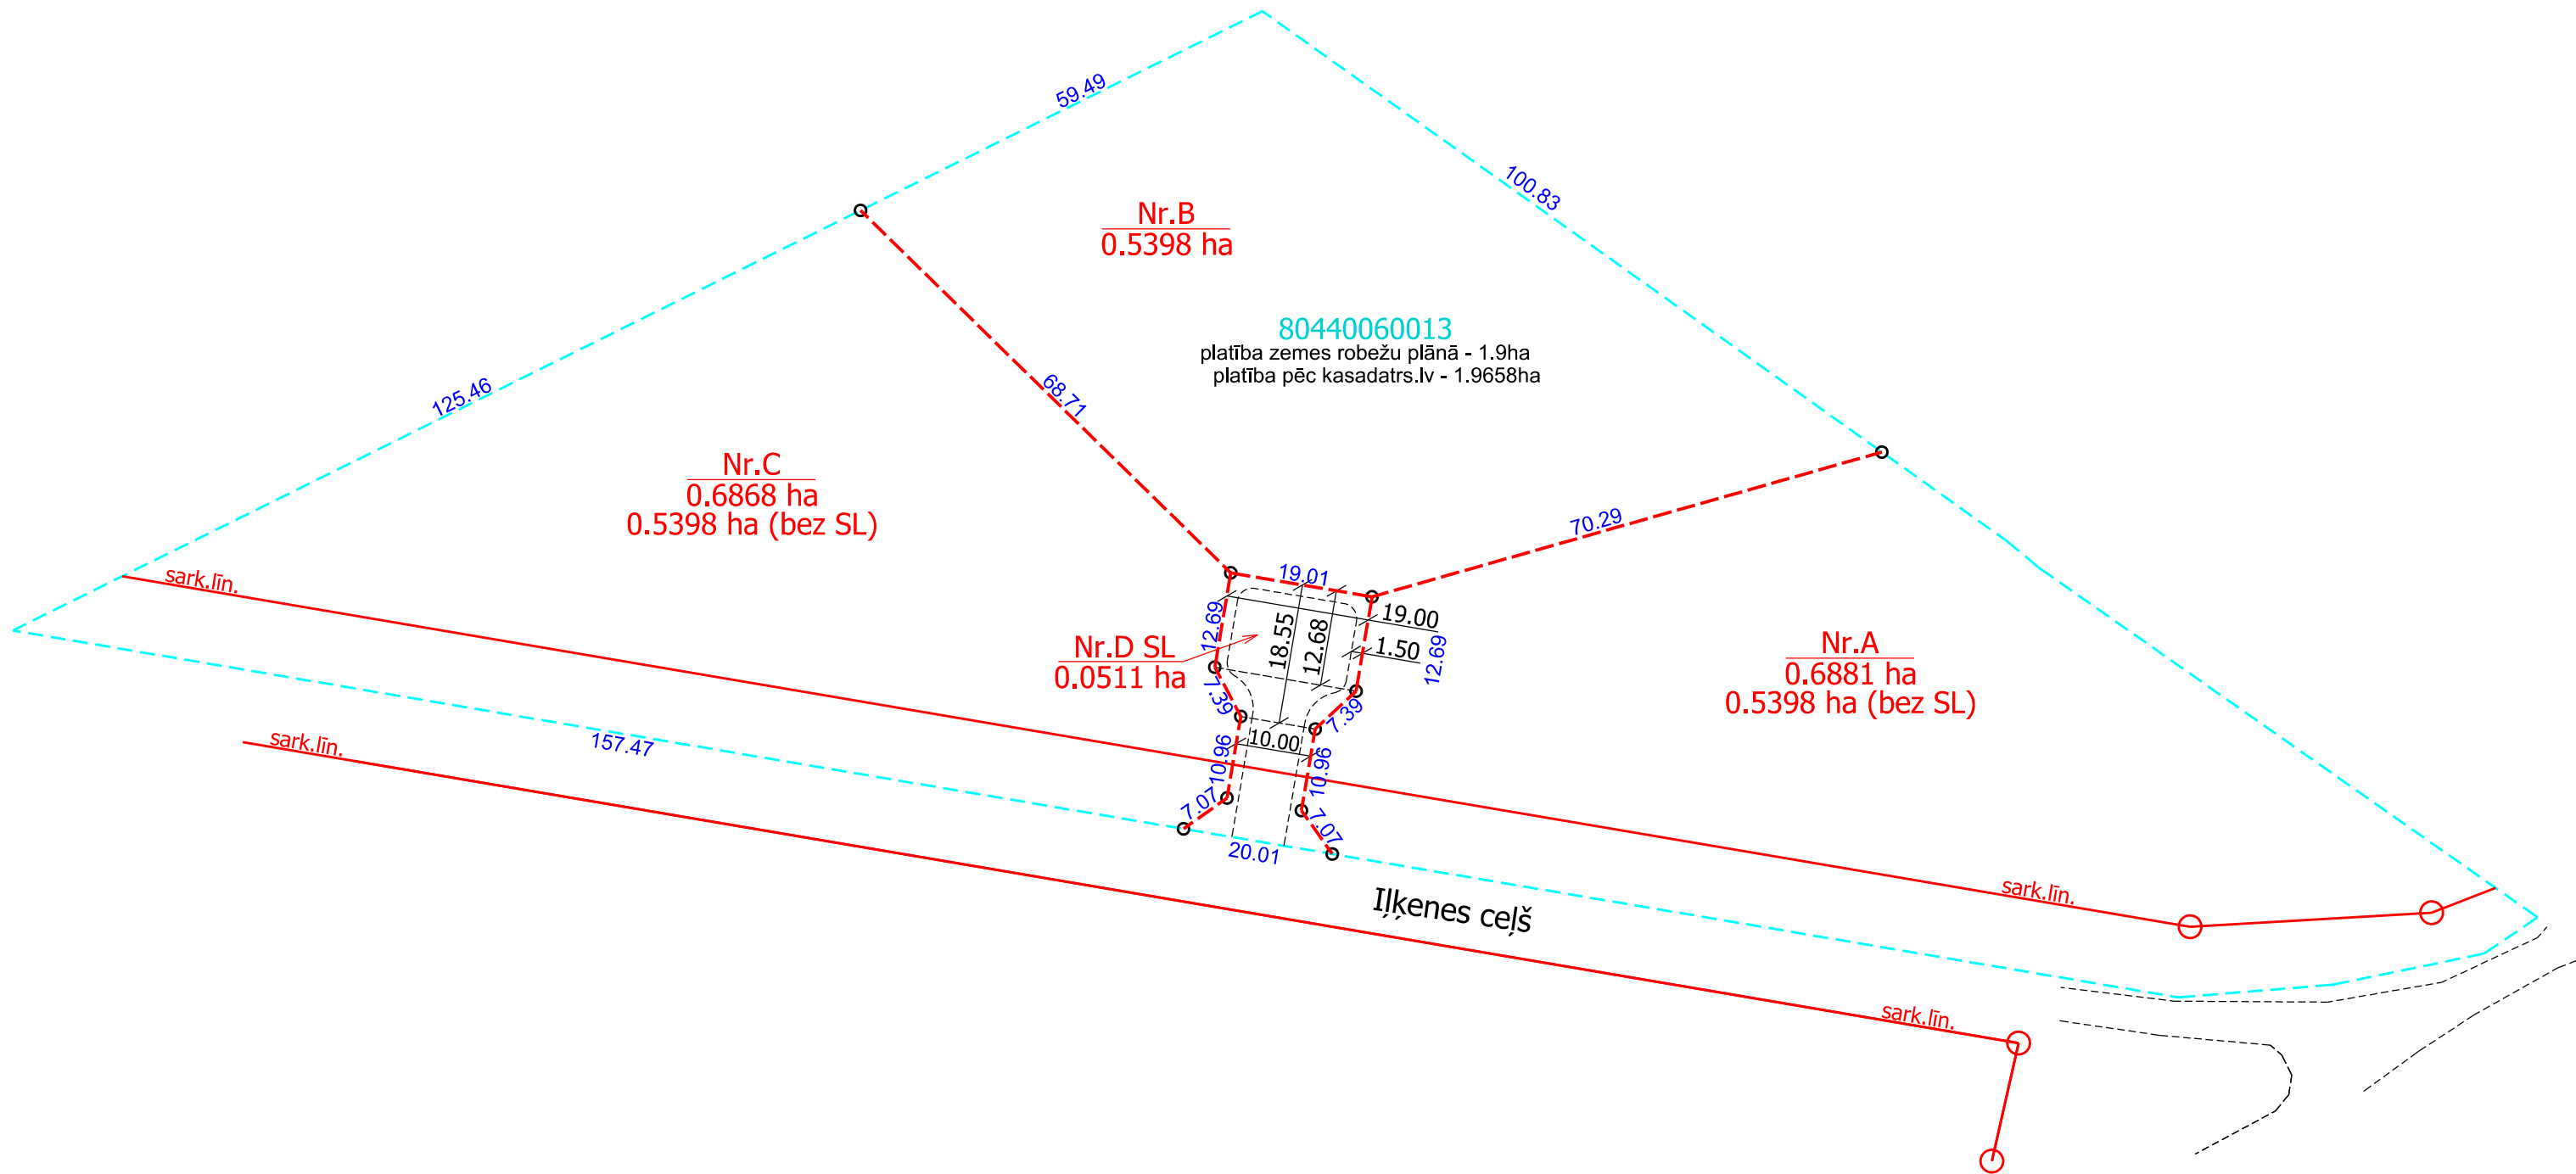 59.49
100.83
Nr.B
0.5398 ha
80440060013
platība zemes robežu plānā - 1.9ha
platība pēc kasadatrs.lv - 1.9658ha
125.46
68.71
Nr.C
0.6868 ha
0.5398 ha (bez SL)
70.29
sark.līn.
19.01
12.69
18.55
12.68
19.00
1.50
12.69
Nr.D SL
0.0511 ha
Nr.A
0.6881 ha
0.5398 ha (bez SL)
7.39
7.39
sark.līn.
157.47
10.00
10.96
10.96
7.07
7.07
20.01
Iļķenes ceļš
sark.līn.
sark.līn.